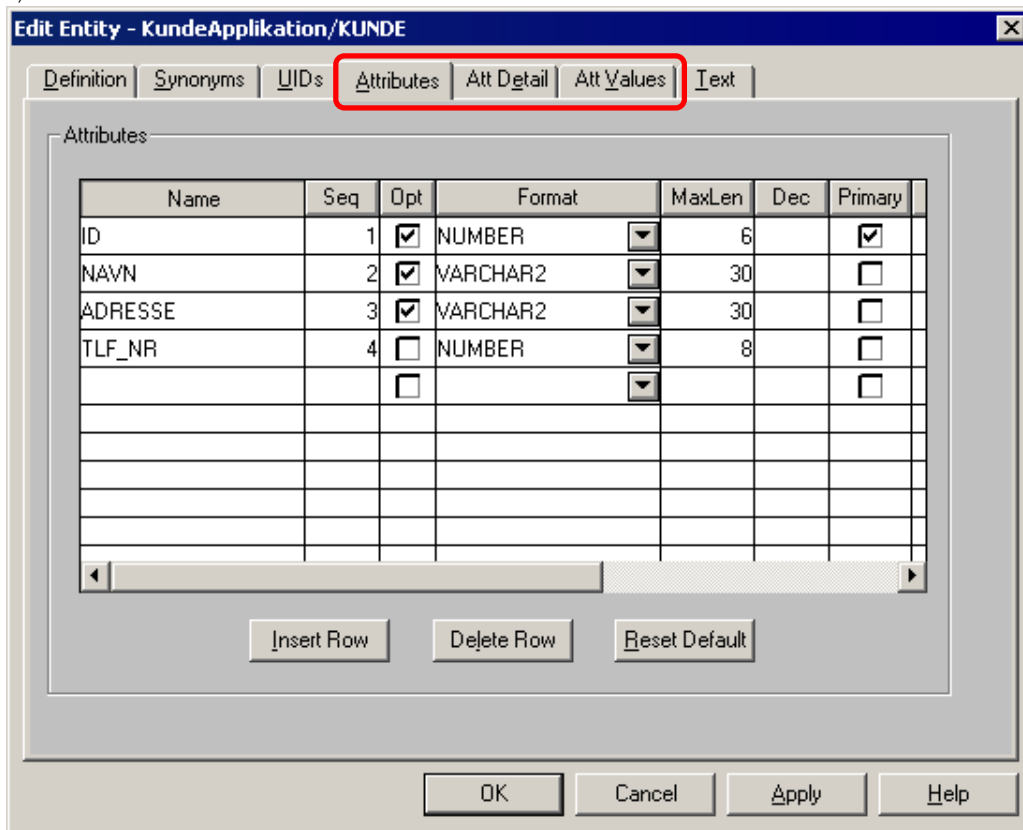 Edit Entity - KundeApplikation/KUNDE
Definition Synonyms UIDs Attributes Att Detail Att Values Text
Attributes
Name Seq Opt Format MaxLen Dec Primary
ID 1 NUMBER 6
NAVN 2 VARCHAR2 30
ADRESSE 3 VARCHAR2 30
TLF_NR 4 NUMBER 8
Insert Row Delete Row Reset Default
OK Cancel Apply Help